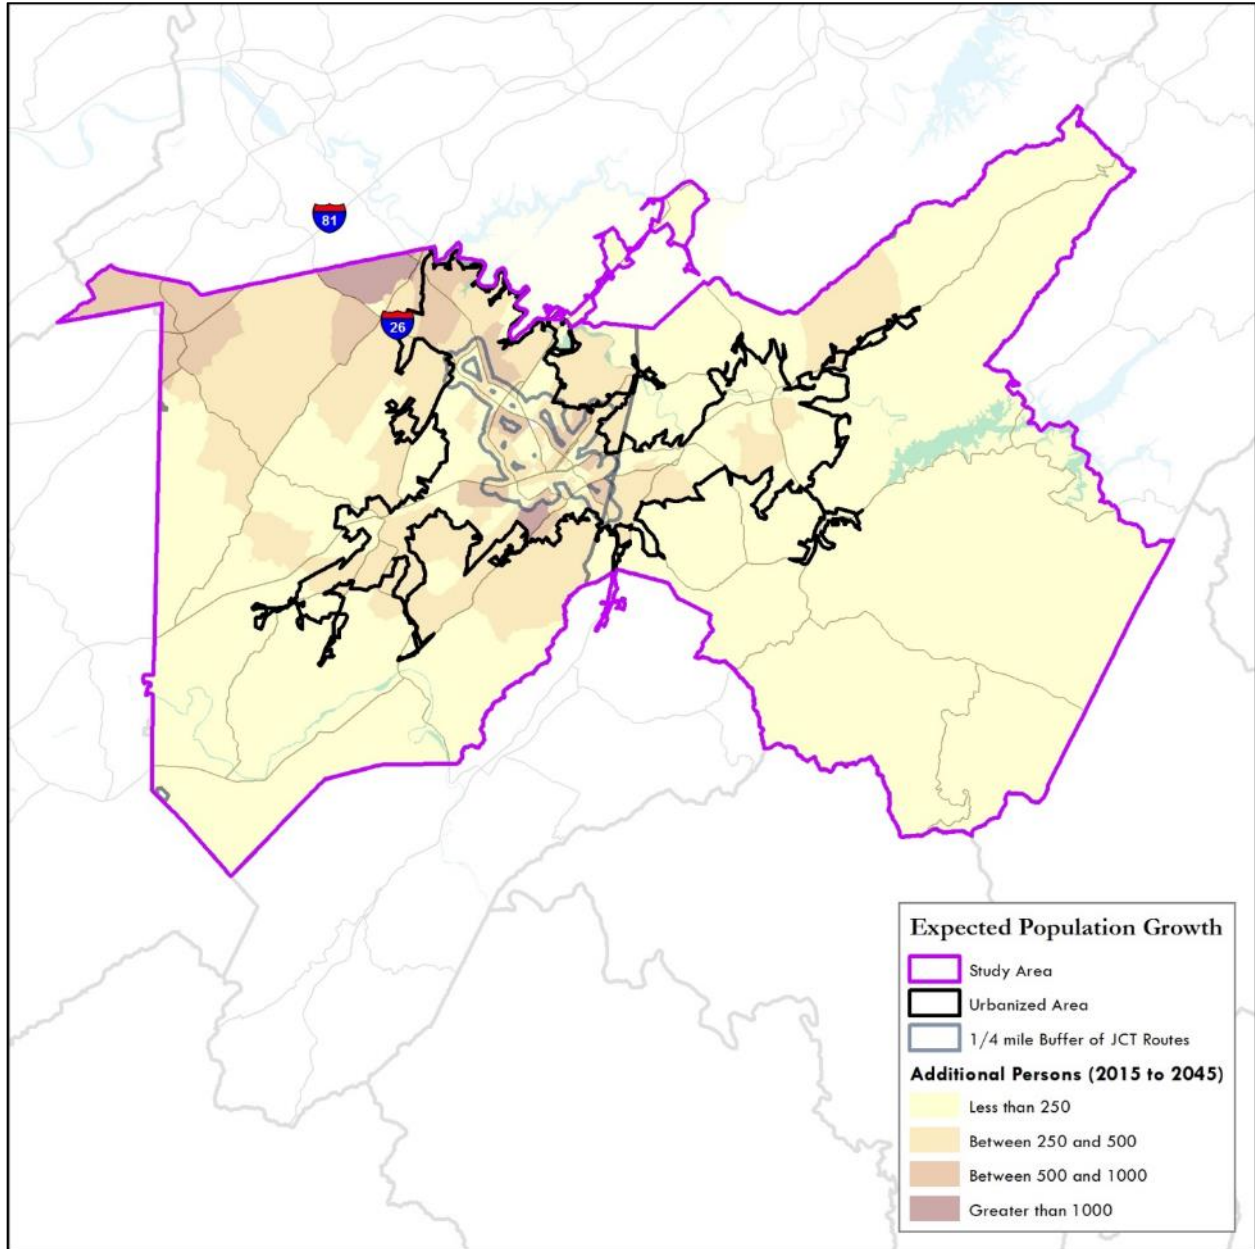 81
26
Expected Population Growth
Study Area
Urbanized Area
1/4 mile Buffer of JCT Routes
Additional Persons (2015 to 2045)
Less than 250
Between 250 and 500
Between 500 and 1000
Greater than 1000